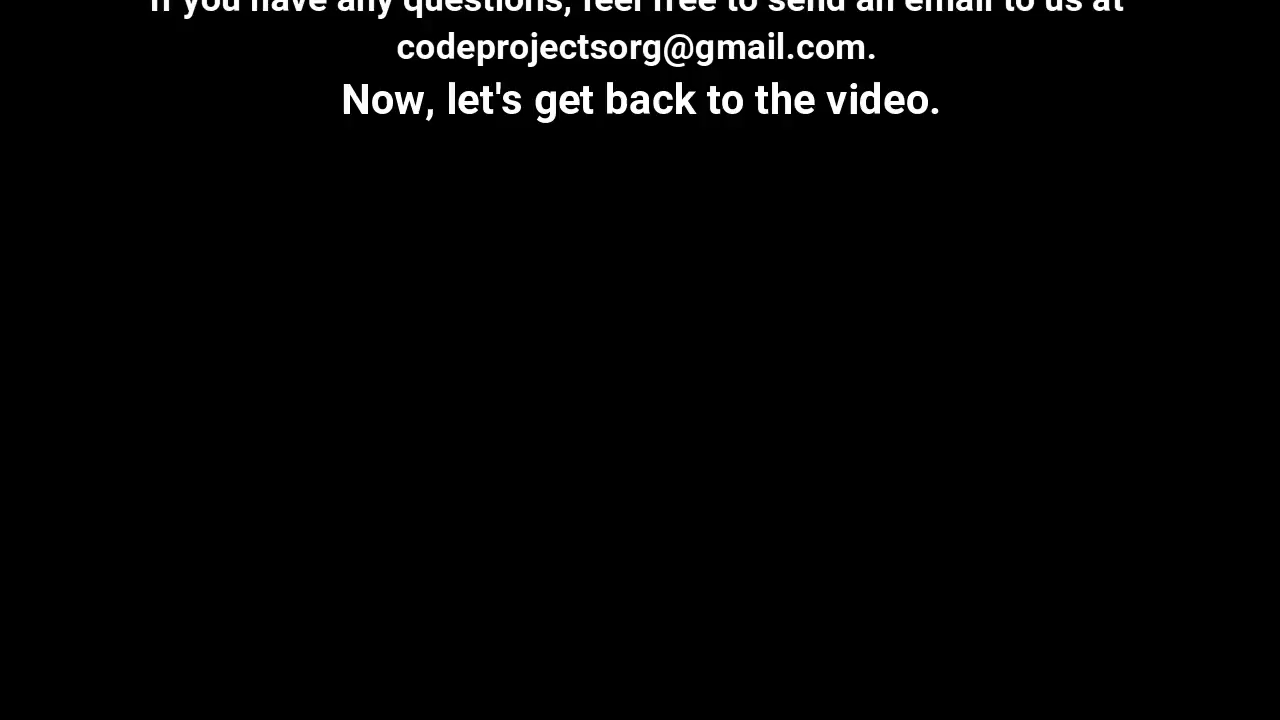 If you have any questions, feel free to send an email to us at
codeprojectsorg@gmail.com.
Now, let's get back to the video.